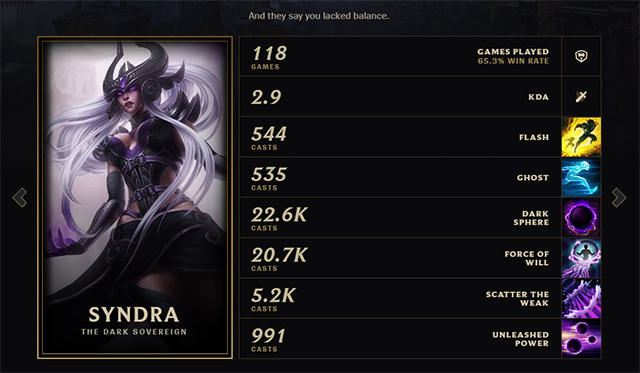 And they say you lacked balance.
SYNDRA
THE DARK SOVEREIGN
118
GAMES
GAMES PLAYED
65.3% WIN RATE
2.9
KDA
544
CASTS
FLASH
535
CASTS
GHOST
22.6K
CASTS
DARK
SPHERE
20.7K
CASTS
FORCE OF
WILL
5.2K
CASTS
SCATTER THE
WEAK
991
CASTS
UNLEASHED
POWER